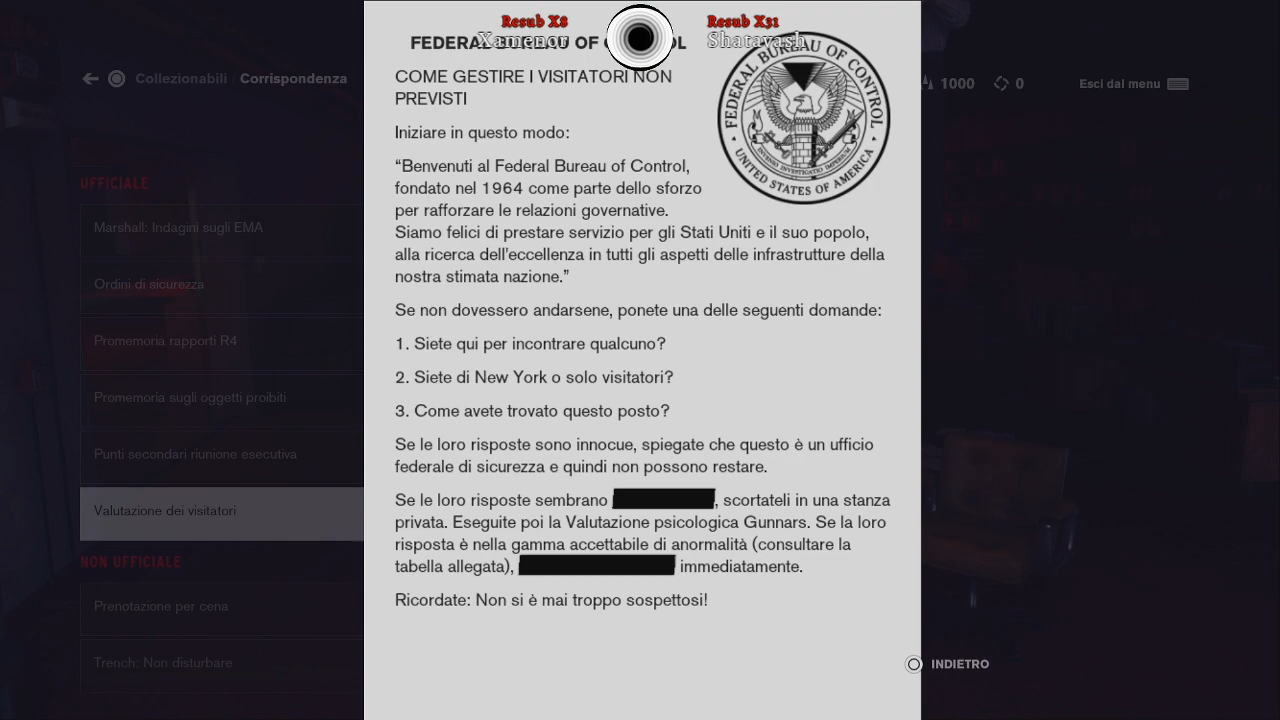 Resub X8
Resub X31
Xamenor
Shatavash
FEDERAL BUREAU OF CONTROL
FEDERAL BUREAU OF CONTROL
UNITED STATES OF AMERICA
Collezionabili / Corrispondenza
1000
0
Esci dal menu
COME GESTIRE I VISITATORI NON
PREVISTI
Iniziare in questo modo:
“Benvenuti al Federal Bureau of Control,
fondato nel 1964 come parte dello sforzo
per rafforzare le relazioni governative.
Siamo felici di prestare servizio per gli Stati Uniti e il suo popolo,
alla ricerca dell'eccellenza in tutti gli aspetti delle infrastrutture della
nostra stimata nazione.”
Se non dovessero andarsene, ponete una delle seguenti domande:
1. Siete qui per incontrare qualcuno?
2. Siete di New York o solo visitatori?
3. Come avete trovato questo posto?
Se le loro risposte sono innocue, spiegate che questo è un ufficio
federale di sicurezza e quindi non possono restare.
Se le loro risposte sembrano , scortateli in una stanza
privata. Eseguite poi la Valutazione psicologica Gunnars. Se la loro
risposta è nella gamma accettabile di anormalità (consultare la
tabella allegata), immediatamente.
Ricordate: Non si è mai troppo sospettosi!
UFFICIALE
Marshall: Indagini sugli EMA
Ordini di sicurezza
Promemoria rapporti R4
Promemoria sugli oggetti proibiti
Punti secondari riunione esecutiva
Valutazione dei visitatori
NON UFFICIALE
Prenotazione per cena
Trench: Non disturbare
INDIETRO